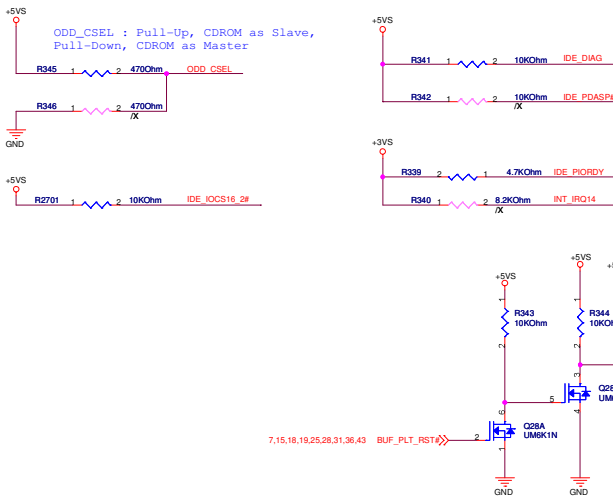 +5VS
ODD_CSEL : Pull-Up, CDROM as Slave,
Pull-Down, CDROM as Master
R345 1 2 470Ohm ODD_CSEL
R346 1 2 470Ohm
/X
GND
+5VS
R2701 1 2 10KOhm IDE_IOCS16_2#
+5VS
R341 1 2 10KOhm IDE_DIAG
R342 1 2 10KOhm IDE_PDASP#
/X
+3VS
R339 2 1 4.7KOhm IDE_PIORDY
R340 1 2 8.2KOhm INT_IRQ14
/X
+5VS
1
R343
10KOhm
2
+5VS
1
R344
2
3
5
4
GND
6
Q28A
UM6K1N
7,15,18,19,25,28,31,36,43 BUF_PLT_RST# 2
1
GND